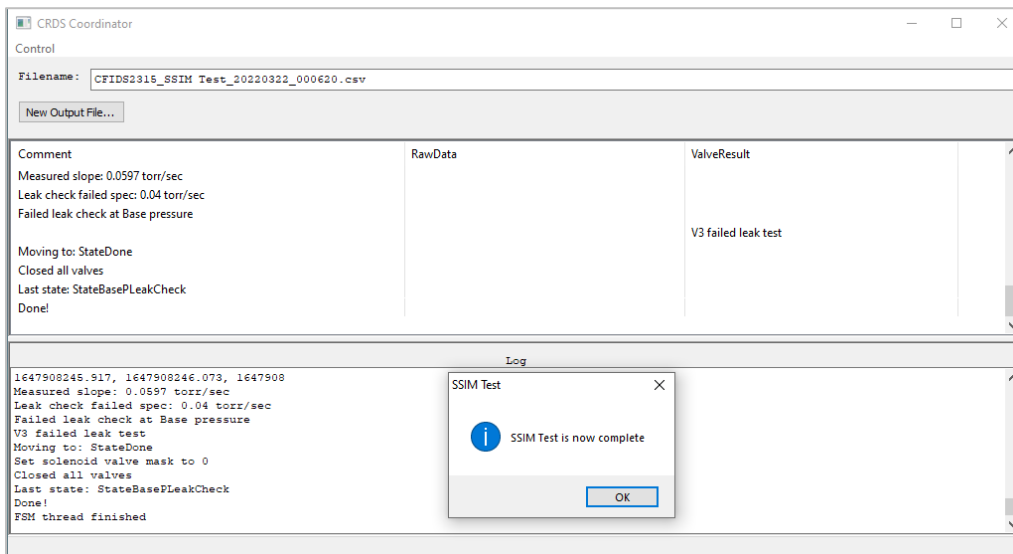 CRDS Coordinator
Control
Filename: CFIDS2315_SSIM Test_20220322_000620.csv
New Output File...
Comment RawData ValveResult
Measured slope: 0.0597 torr/sec
Leak check failed spec: 0.04 torr/sec
Failed leak check at Base pressure
V3 failed leak test
Moving to: StateDone
Closed all valves
Last state: StateBasePLeakCheck
Done!
Log
1647908245.917, 1647908246.073, 1647908
Measured slope: 0.0597 torr/sec
Leak check failed spec: 0.04 torr/sec
Failed leak check at Base pressure
V3 failed leak test
Moving to: StateDone
Set solenoid valve mask to 0
Closed all valves
Last state: StateBasePLeakCheck
Done!
FSM thread finished
SSIM Test
SSIM Test is now complete
OK